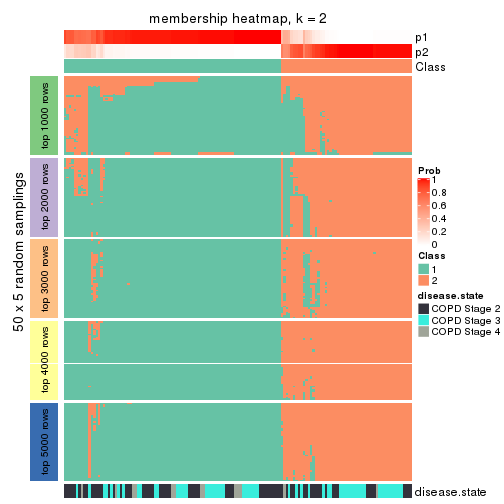 membership heatmap, k = 2
p1
p2
Class
50 x 5 random samplings
top 1000 rows
top 2000 rows
top 3000 rows
top 4000 rows
top 5000 rows
Prob
1
0.8
0.6
0.4
0.2
0
Class
1
2
disease.state
COPD Stage 2
COPD Stage 3
COPD Stage 4
disease.state